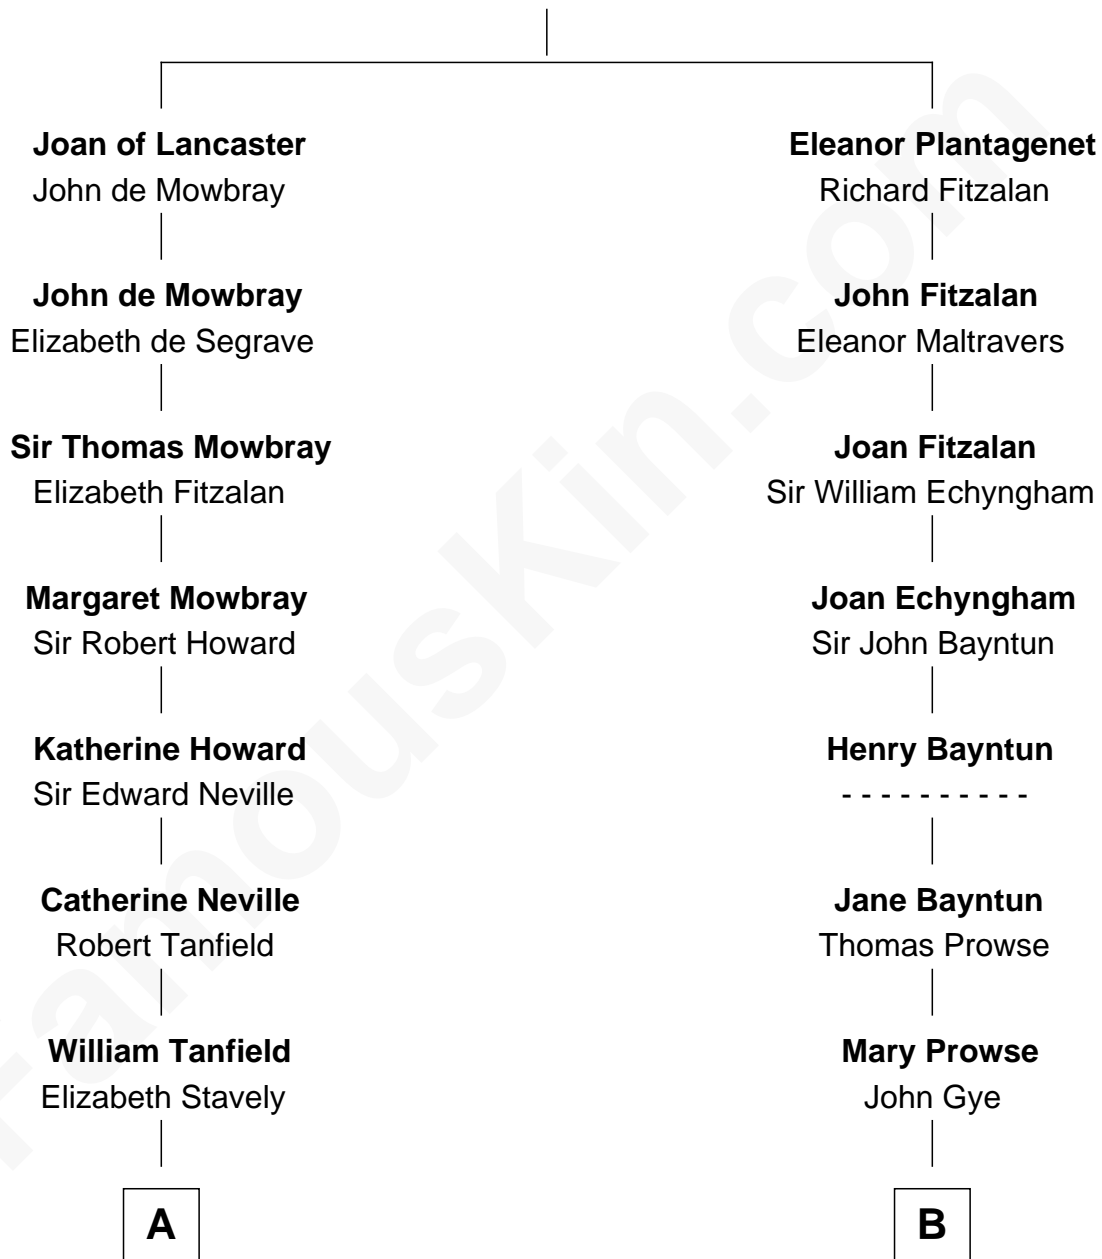 Joan of Lancaster
John de Mowbray
John de Mowbray
Elizabeth de Segrave
Sir Thomas Mowbray
Elizabeth Fitzalan
Margaret Mowbray
Sir Robert Howard
Katherine Howard
Sir Edward Neville
Catherine Neville
Robert Tanfield
William Tanfield
Elizabeth Stavely
A
Eleanor Plantagenet
Richard Fitzalan
John Fitzalan
Eleanor Maltravers
Joan Fitzalan
Sir William Echyngham
Joan Echyngham
Sir John Bayntun
Henry Bayntun
- - - - - - - - - -
Jane Bayntun
Thomas Prowse
Mary Prowse
John Gye
B
FamousKin.com